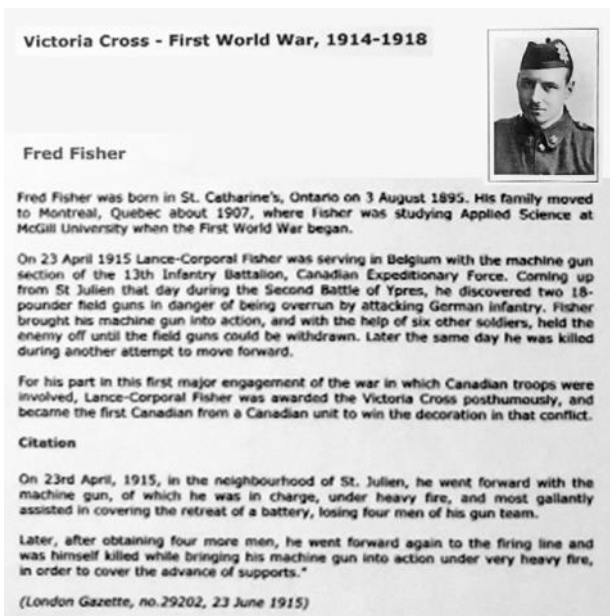 Victoria Cross - First World War, 1914-1918
Fred Fisher
Fred Fisher was born in St. Catharine's, Ontario on 3 August 1895. His family moved
to Montreal, Quebec about 1907, where Fisher was studying Applied Science at
McGill University when the First World War began.
On 23 April 1915 Lance-Corporal Fisher was serving in Belgium with the machine gun
section of the 13th Infantry Battalion, Canadian Expeditionary Force. Coming up
from St Julien that day during the Second Battle of Ypres, he discovered two 18-
pounder field guns in danger of being overrun by attacking German infantry. Fisher
brought his machine gun into action, and with the help of six other soldiers, held the
enemy off until the field guns could be withdrawn. Later the same day he was killed
during another attempt to move forward.
For his part in this first major engagement of the war in which Canadian troops were
involved, Lance-Corporal Fisher was awarded the Victoria Cross posthumously, and
became the first Canadian from a Canadian unit to win the decoration in that conflict.
Citation
On 23rd April, 1915, in the neighbourhood of St. Julien, he went forward with the
machine gun, of which he was in charge, under heavy fire, and most gallantly
assisted in covering the retreat of a battery, losing four men of his gun team.
Later, after obtaining four more men, he went forward again to the firing line and
was himself killed while bringing his machine gun into action under very heavy fire,
in order to cover the advance of supports."
(London Gazette, no.29202, 23 June 1915)